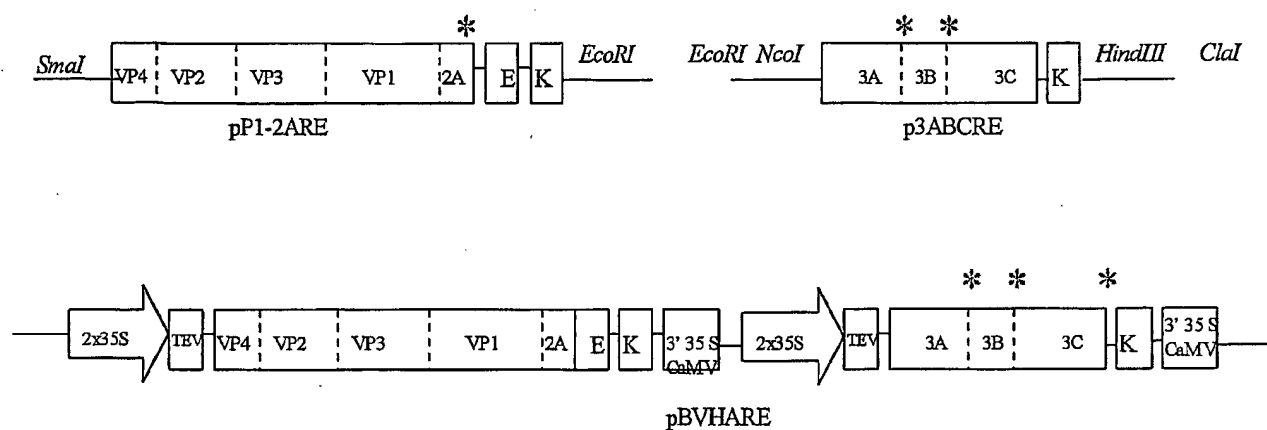 * * *
SmaI VP4 VP2 VP3 VP1 2A E K EcoRI EcoRI NcoI 3A 3B 3C K HindIII ClaI
pP1-2ARE p3ABCRE
* * *
2x35S TEV VP4 VP2 VP3 VP1 2A E K 3' 35 S CaMV 2x35S TEV 3A 3B 3C K 3' 35 S CaMV
pBVHARE